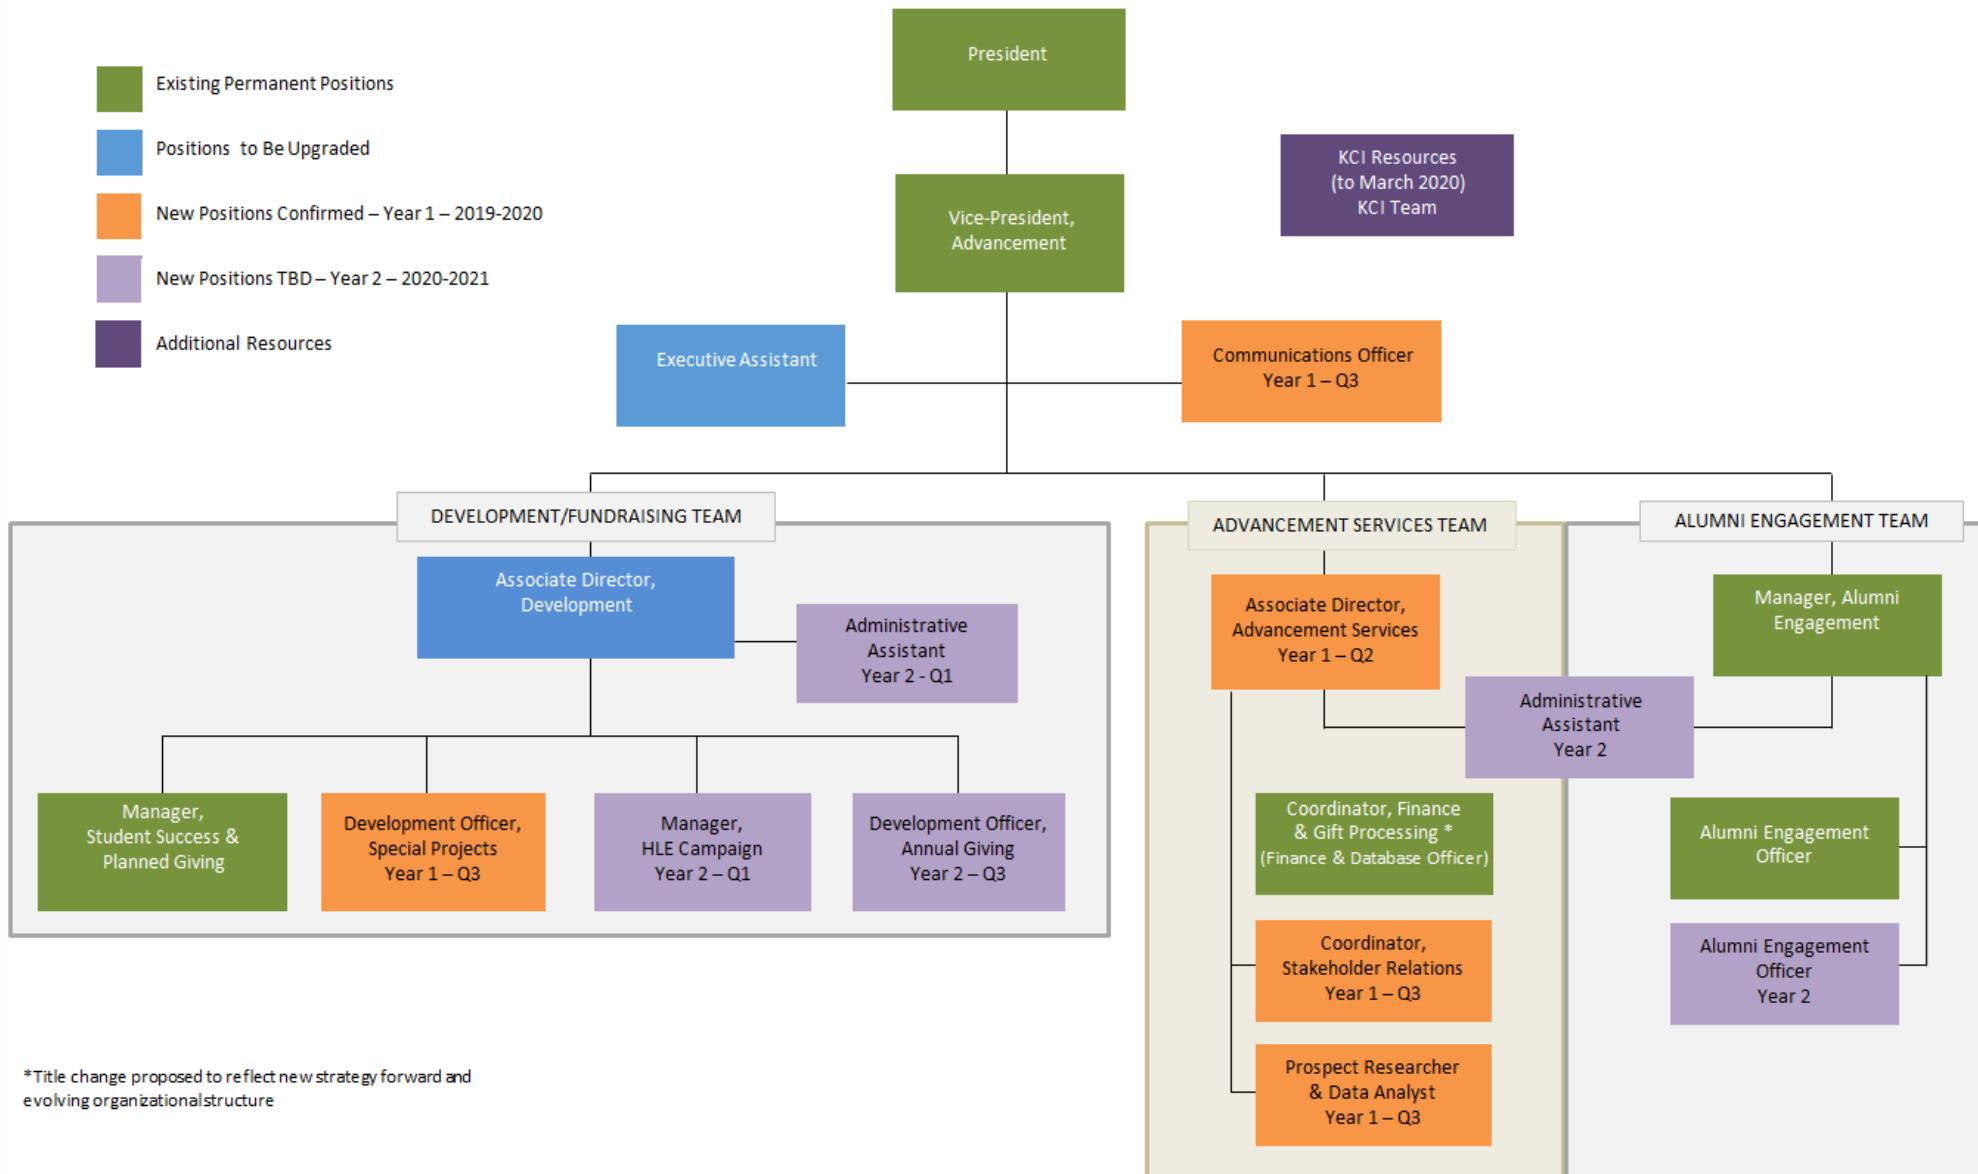 President
Existing Permanent Positions
Positions to Be Upgraded
New Positions Confirmed – Year 1 – 2019-2020
New Positions TBD – Year 2 – 2020-2021
Additional Resources
KCI Resources
(to March 2020)
KCI Team
Vice-President,
Advancement
Executive Assistant
Communications Officer
Year 1 – Q3
DEVELOPMENT/FUNDRAISING TEAM
Associate Director,
Development
Administrative
Assistant
Year 2 - Q1
Manager,
Student Success &
Planned Giving
Development Officer,
Special Projects
Year 1 – Q3
Manager,
HLE Campaign
Year 2 – Q1
Development Officer,
Annual Giving
Year 2 – Q3
ADVANCEMENT SERVICES TEAM
Associate Director,
Advancement Services
Year 1 – Q2
Administrative
Assistant
Year 2
Coordinator, Finance
& Gift Processing *
(Finance & Database Officer)
Coordinator,
Stakeholder Relations
Year 1 – Q3
Prospect Researcher
& Data Analyst
Year 1 – Q3
ALUMNI ENGAGEMENT TEAM
Manager, Alumni
Engagement
Alumni Engagement
Officer
Alumni Engagement
Officer
Year 2
*Title change proposed to reflect new strategy forward and
evolving organizational structure